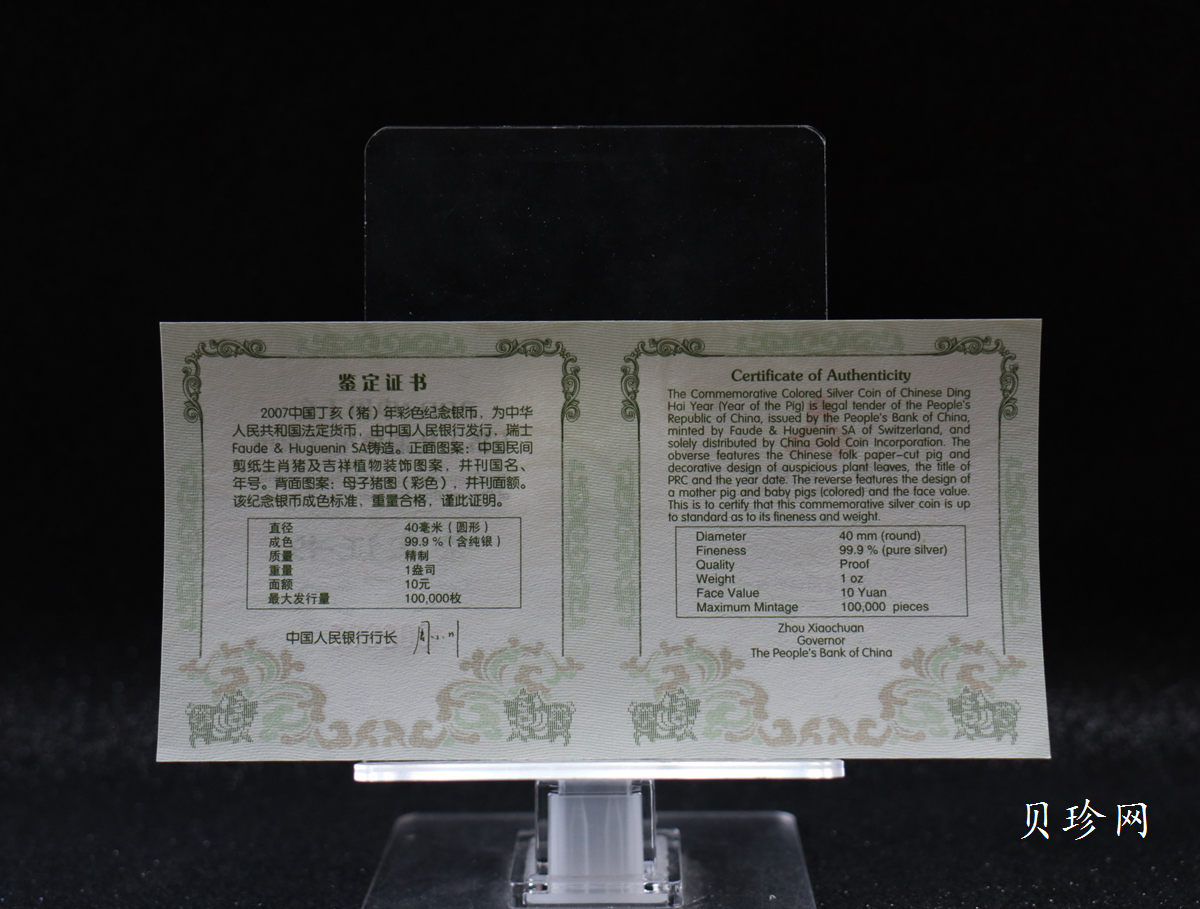 鉴定证书
2007中国丁亥（猪）年彩色纪念银币，为中华
人民共和国法定货币，由中国人民银行发行，瑞士
Faude & Huguenin SA铸造。正面图案：中国民间
剪纸生肖猪及吉祥植物装饰图案，并刊国名、
年号。背面图案：母子猪图（彩色），并刊面额。
该纪念银币成色标准，重量合格，谨此证明。
直径 40毫米（圆形）
成色 99.9 %（含纯银）
质量 精制
重量 1盎司
面额 10元
最大发行量 100,000枚
中国人民银行行长
Certificate of Authenticity
The Commemorative Colored Silver Coin of Chinese Ding
Hai Year (Year of the Pig) is legal tender of the People's
Republic of China, issued by the People's Bank of China,
minted by Faude & Huguenin SA of Switzerland, and
solely distributed by China Gold Coin Incorporation. The
obverse features the Chinese folk paper-cut pig and
decorative design of auspicious plant leaves, the title of
PRC and the year date. The reverse features the design of
a mother pig and baby pigs (colored) and the face value.
This is to certify that this commemorative silver coin is up
to standard as to its fineness and weight.
Diameter 40 mm (round)
Fineness 99.9 % (pure silver)
Quality Proof
Weight 1 oz
Face Value 10 Yuan
Maximum Mintage 100,000 pieces
Zhou Xiaochuan
Governor
The People's Bank of China
贝珍网